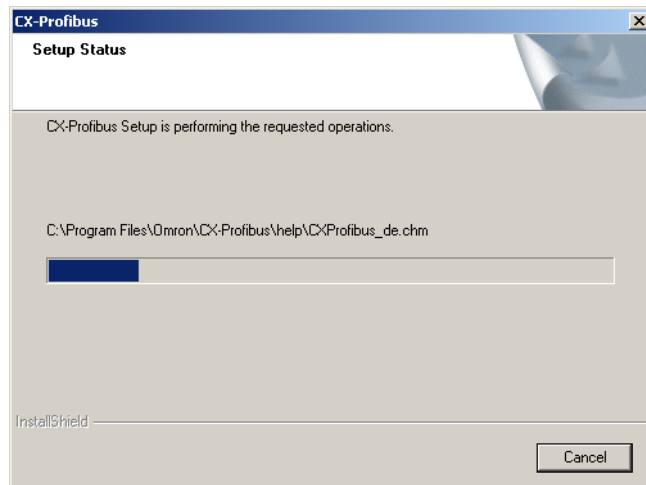 CX-Profibus
Setup Status
CX-Profibus Setup is performing the requested operations.
C:\Program Files\Omron\CX-Profibus\help\CXProfibus_de.chm
InstallShield
Cancel